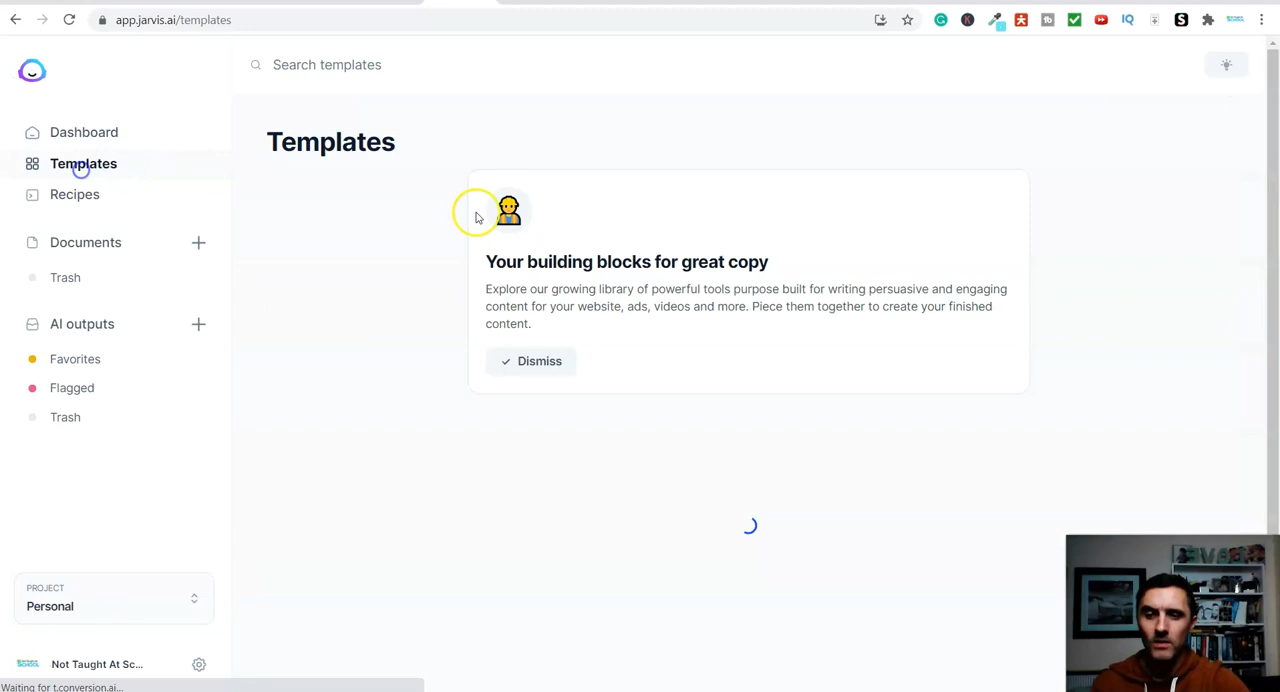 app.jarvis.ai/templates
Search templates
Dashboard
Templates
Recipes
Documents
Trash
AI outputs
Favorites
Flagged
Trash
Templates
Your building blocks for great copy
Explore our growing library of powerful tools purpose built for writing persuasive and engaging
content for your website, ads, videos and more. Piece them together to create your finished
content.
Dismiss
PROJECT
Personal
Not Taught At Sc...
Waiting for t.conversion.ai...